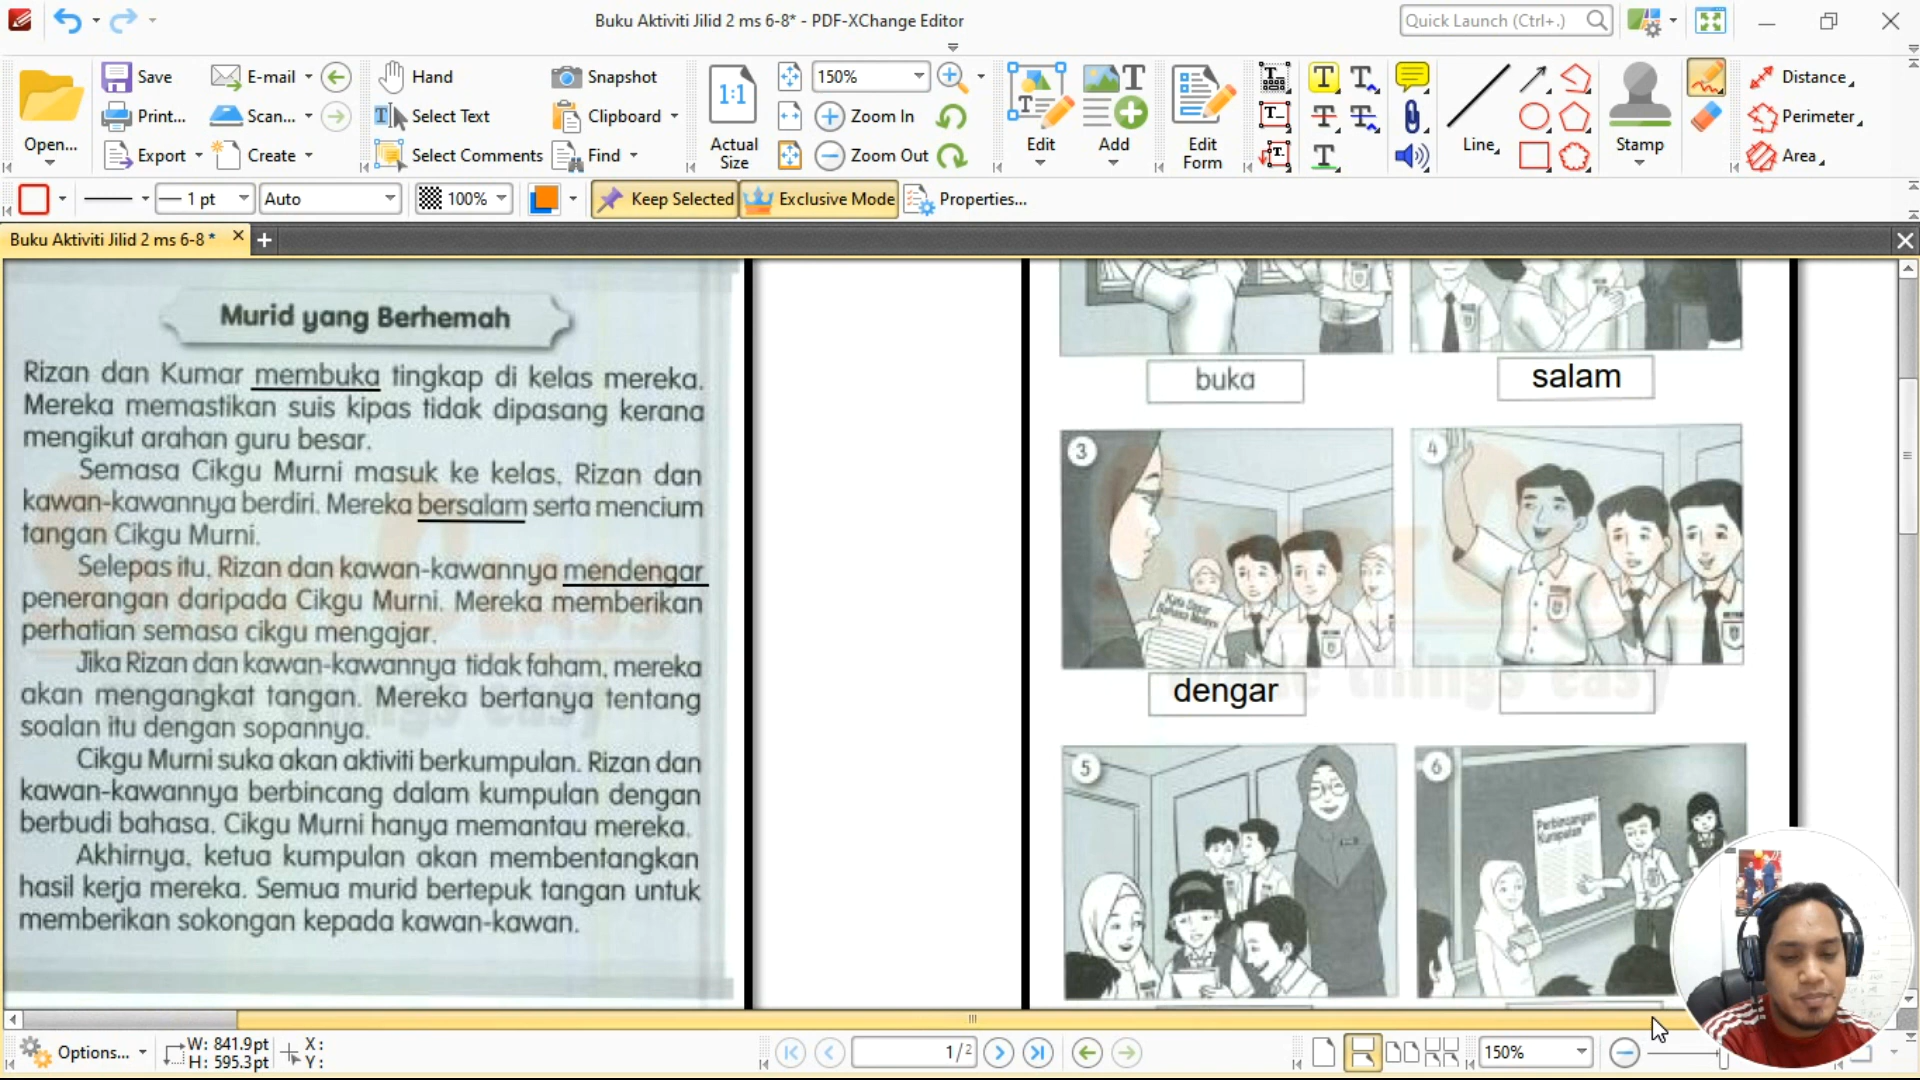 Buku Aktiviti Jilid 2 ms 6-8* - PDF-XChange Editor
Quick Launch (Ctrl+.)
Open...
Save
Print...
Export
E-mail
Scan...
Create
Hand
Select Text
Select Comments
Snapshot
Clipboard
Find
1:1
Actual Size
150%
Zoom In
Zoom Out
Edit
Add
Edit Form
Line
Stamp
Distance
Perimeter
Area
1 pt
Auto
100%
Keep Selected
Exclusive Mode
Properties...
Buku Aktiviti Jilid 2 ms 6-8 *
Murid yang Berhemah
Rizan dan Kumar membuka tingkap di kelas mereka.
Mereka memastikan suis kipas tidak dipasang kerana
mengikut arahan guru besar.
Semasa Cikgu Murni masuk ke kelas, Rizan dan
kawan-kawannya berdiri. Mereka bersalam serta mencium
tangan Cikgu Murni.
Selepas itu, Rizan dan kawan-kawannya mendengar
penerangan daripada Cikgu Murni. Mereka memberikan
perhatian semasa cikgu mengajar.
Jika Rizan dan kawan-kawannya tidak faham, mereka
akan mengangkat tangan. Mereka bertanya tentang
soalan itu dengan sopannya.
Cikgu Murni suka akan aktiviti berkumpulan. Rizan dan
kawan-kawannya berbincang dalam kumpulan dengan
berbudi bahasa. Cikgu Murni hanya memantau mereka.
Akhirnya, ketua kumpulan akan membentangkan
hasil kerja mereka. Semua murid bertepuk tangan untuk
memberikan sokongan kepada kawan-kawan.
buka
salam
3
Kata Dasar
Bahasa Melayu
4
dengar
5
6
Perbincangan
Kumpulan
Options...
W: 841.9pt
H: 595.3pt
X:
Y:
1/2
150%